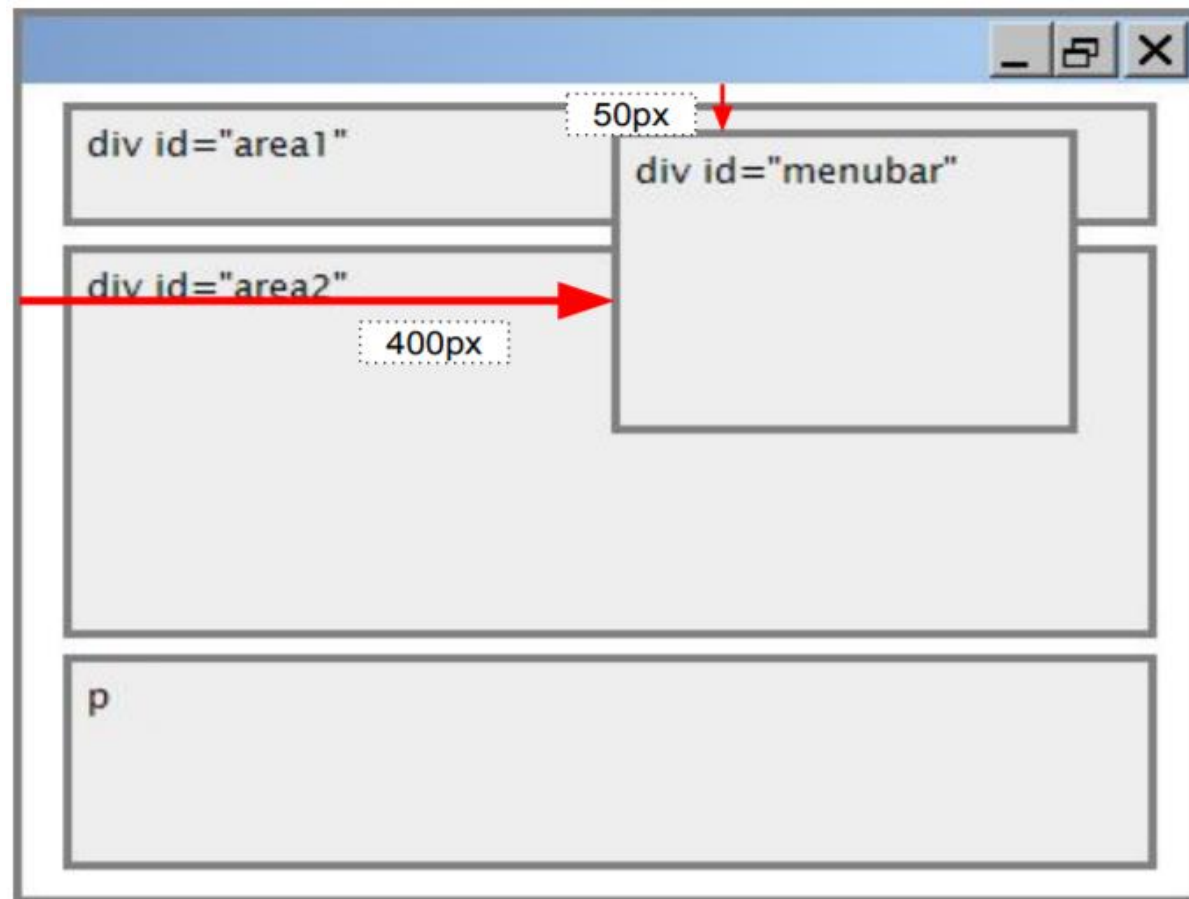 50px
div id="area1"
div id="menubar"
div id="area2"
400px
p